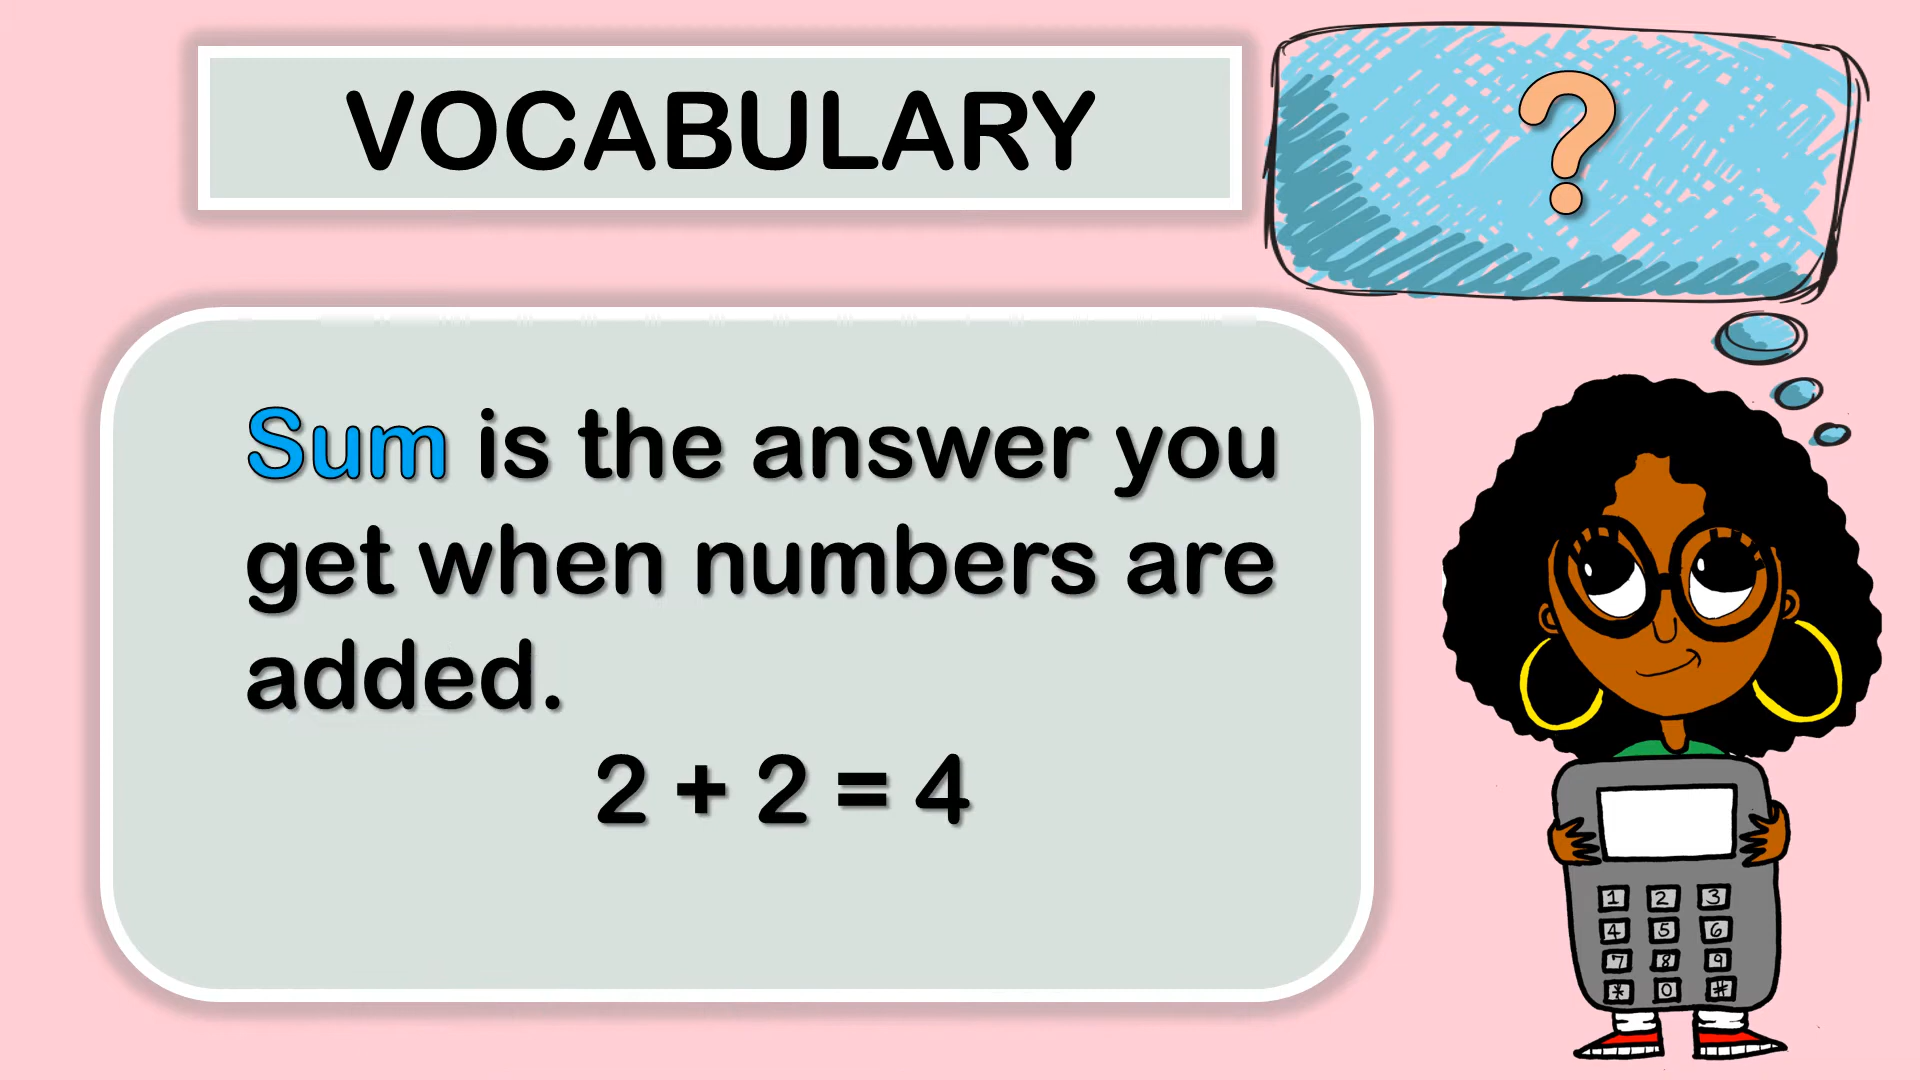 VOCABULARY
?
Sum is the answer you
get when numbers are
added.
2 + 2 = 4
1 2 3
4 5 6
7 8 9
* 0 #